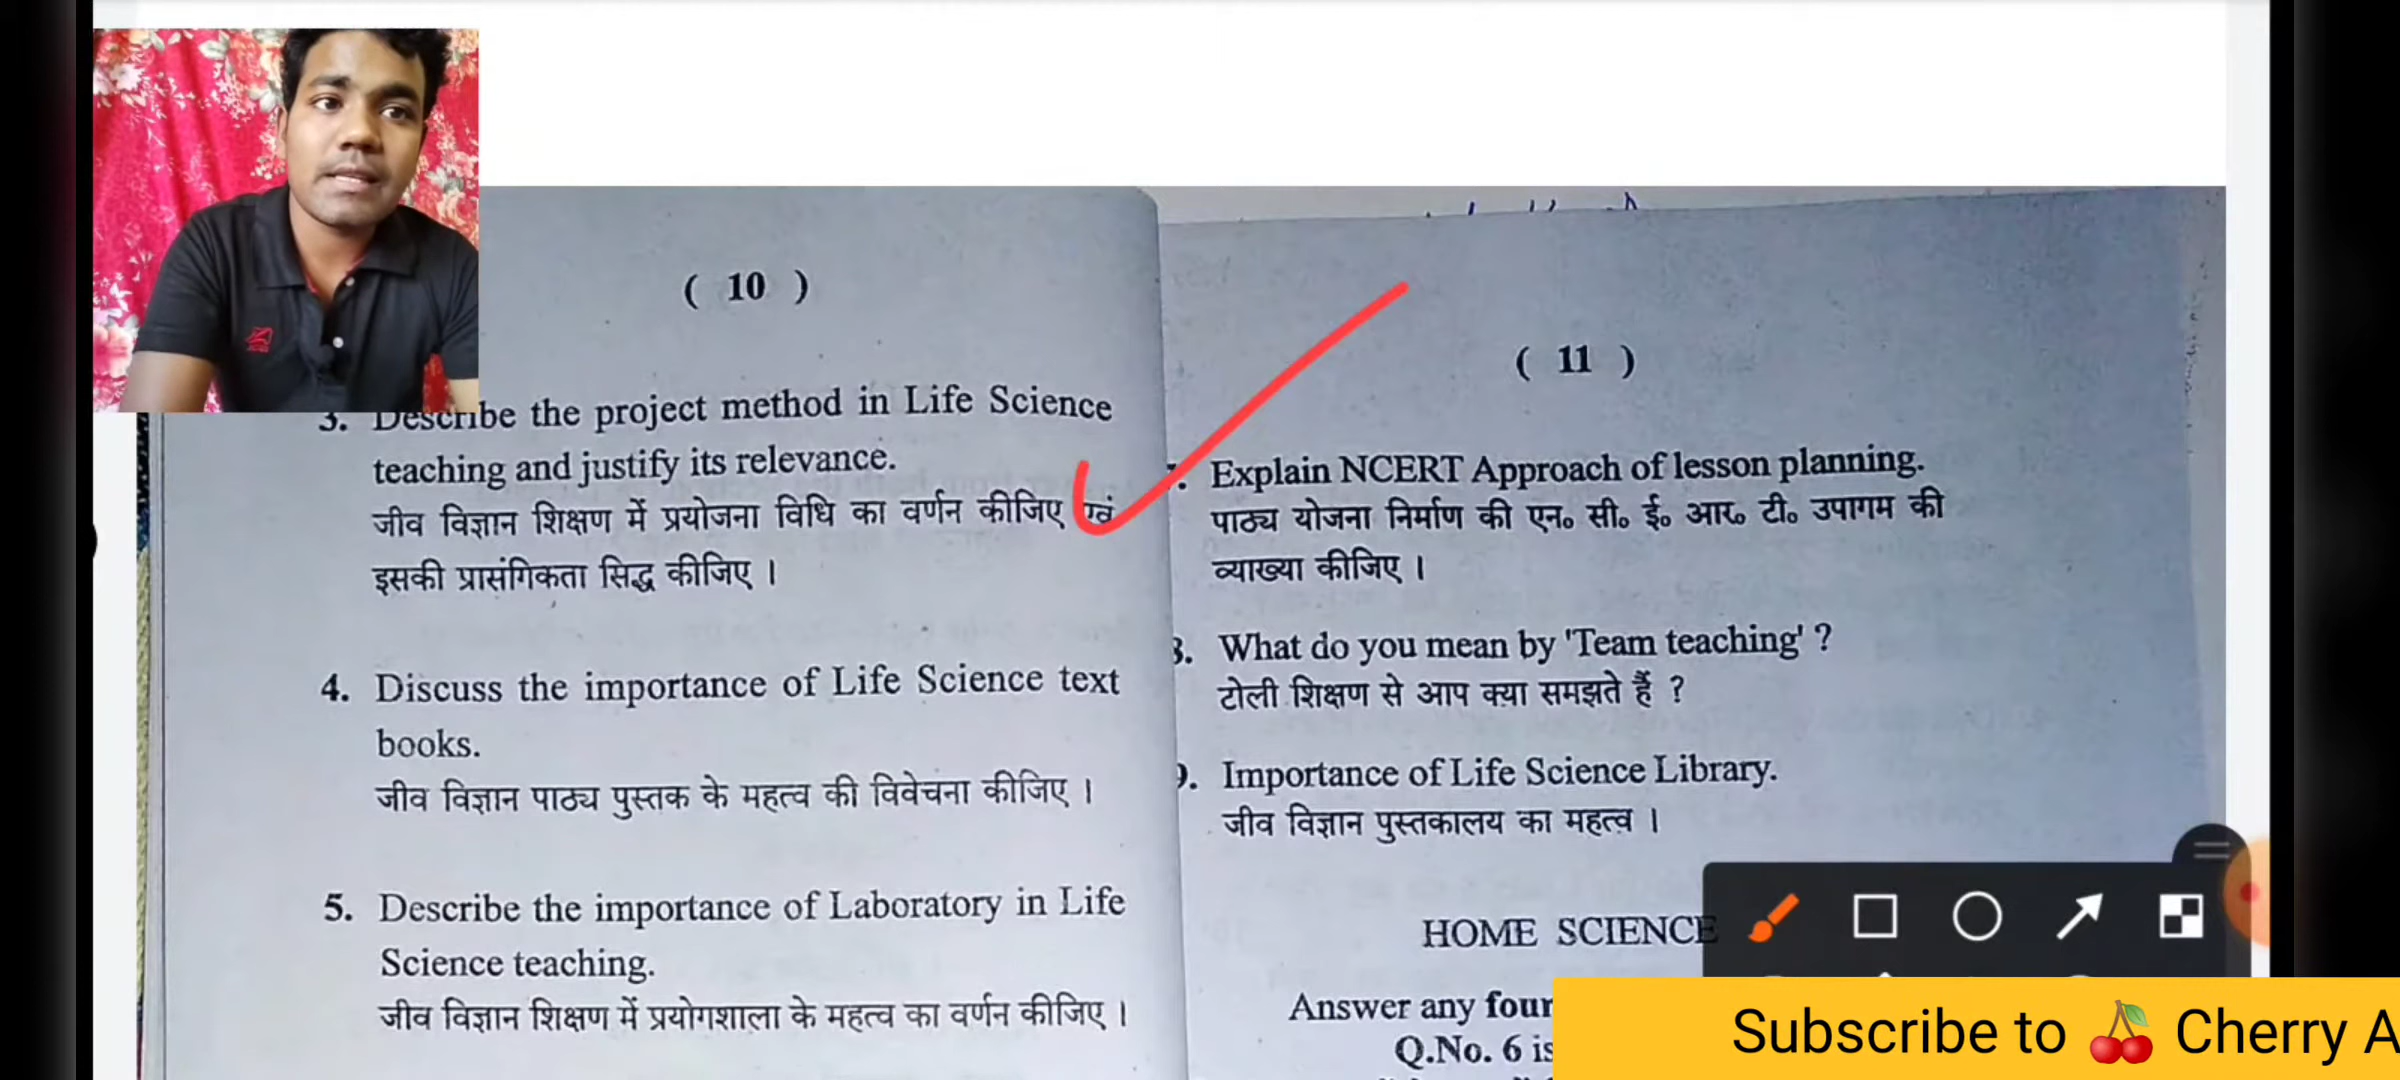 ( 10 )
3. Describe the project method in Life Science
teaching and justify its relevance.
जीव विज्ञान शिक्षण में प्रयोजना विधि का वर्णन कीजिए एवं
इसकी प्रासंगिकता सिद्ध कीजिए ।
4. Discuss the importance of Life Science text
books.
जीव विज्ञान पाठ्य पुस्तक के महत्व की विवेचना कीजिए ।
5. Describe the importance of Laboratory in Life
Science teaching.
जीव विज्ञान शिक्षण में प्रयोगशाला के महत्व का वर्णन कीजिए ।
( 11 )
Explain NCERT Approach of lesson planning.
पाठ्य योजना निर्माण की एन० सी० ई० आर० टी० उपागम की
व्याख्या कीजिए ।
8. What do you mean by 'Team teaching' ?
टोली शिक्षण से आप क्या समझते हैं ?
9. Importance of Life Science Library.
जीव विज्ञान पुस्तकालय का महत्व ।
HOME SCIENCE
Answer any four
Q.No. 6 is
Subscribe to 🍒 Cherry A